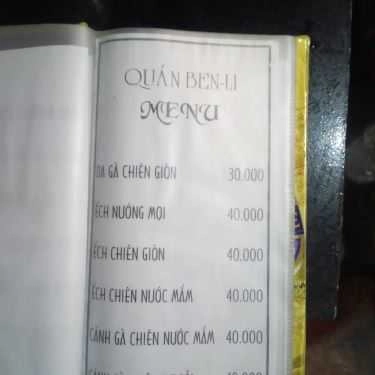 QUÁN BEN-LI
MENU
DA GÀ CHIÊN GIÒN 30.000
ẾCH NƯỚNG MỌI 40.000
ẾCH CHIÊN GIÒN 40.000
ẾCH CHIÊN NƯỚC MẮM 40.000
CÁNH GÀ CHIÊN NƯỚC MẮM 40.000